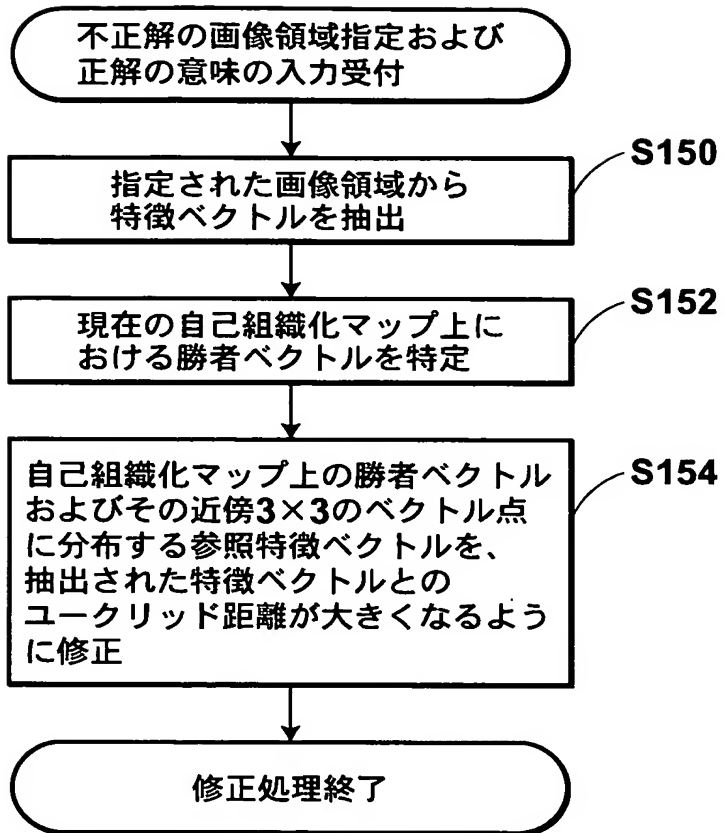 不正解の画像領域指定および
正解の意味の入力受付
S150
指定された画像領域から
特徴ベクトルを抽出
S152
現在の自己組織化マップ上に
おける勝者ベクトルを特定
S154
自己組織化マップ上の勝者ベクトル
およびその近傍3×3のベクトル点
に分布する参照特徴ベクトルを、
抽出された特徴ベクトルとの
ユークリッド距離が大きくなるよう
に修正
修正処理終了